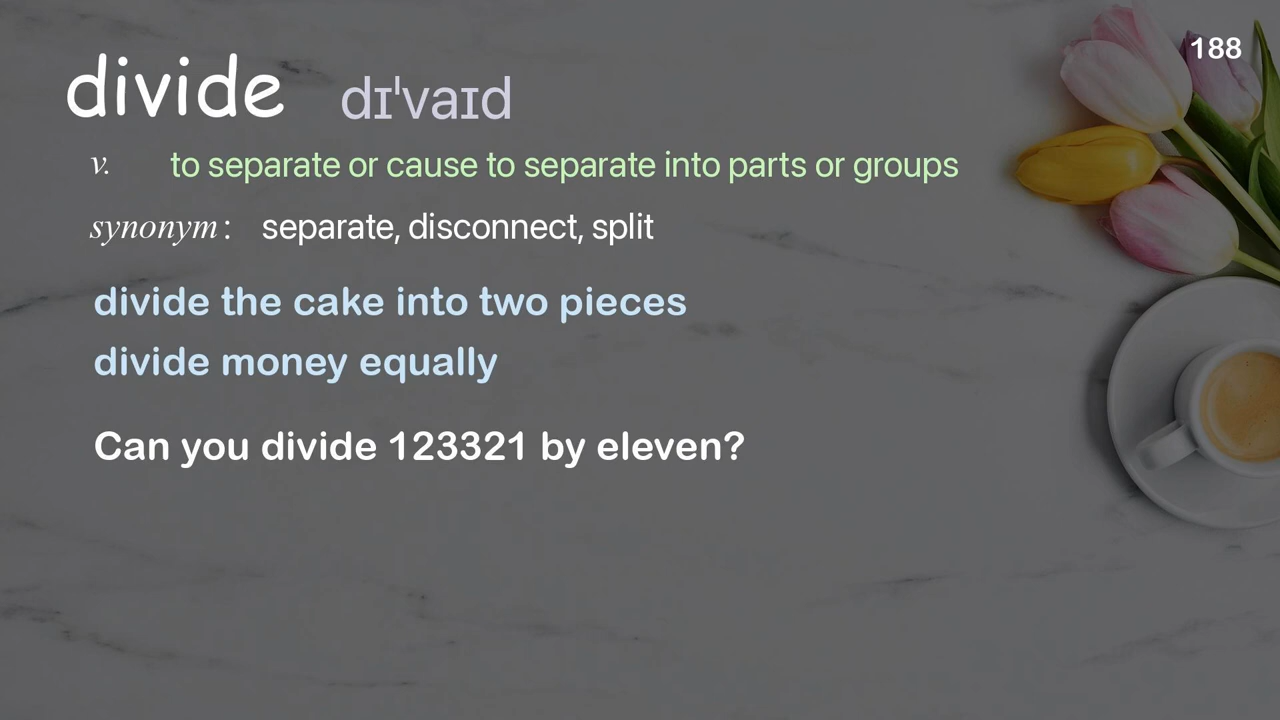 188
divide dɪˈvaɪd
v. to separate or cause to separate into parts or groups
synonym: separate, disconnect, split
divide the cake into two pieces
divide money equally
Can you divide 123321 by eleven?